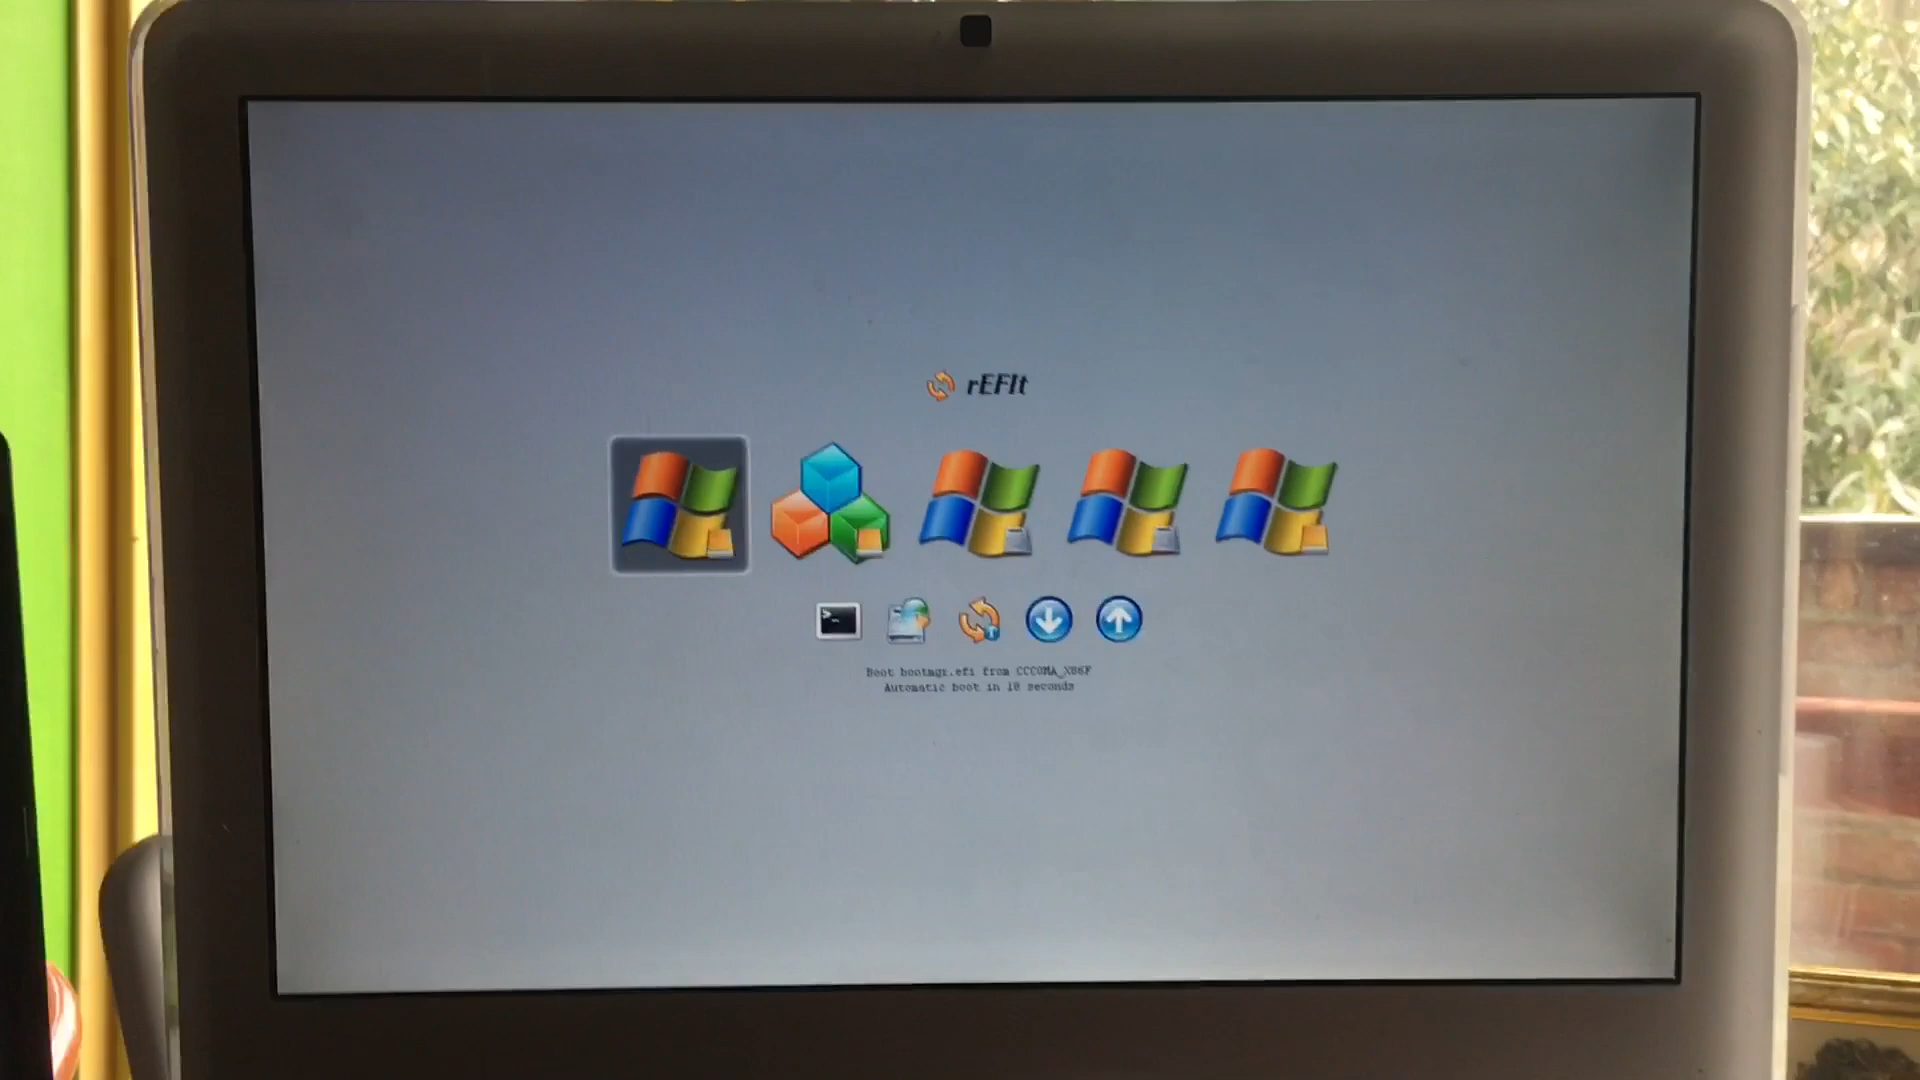 rEFIt
Boot bootmgr.efi from CCCOMA_X86F
Automatic boot in 18 seconds